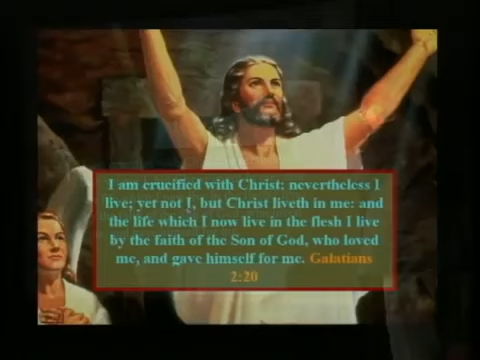 I am crucified with Christ: nevertheless I
live; yet not I, but Christ liveth in me: and
the life which I now live in the flesh I live
by the faith of the Son of God, who loved
me, and gave himself for me. Galatians
2:20